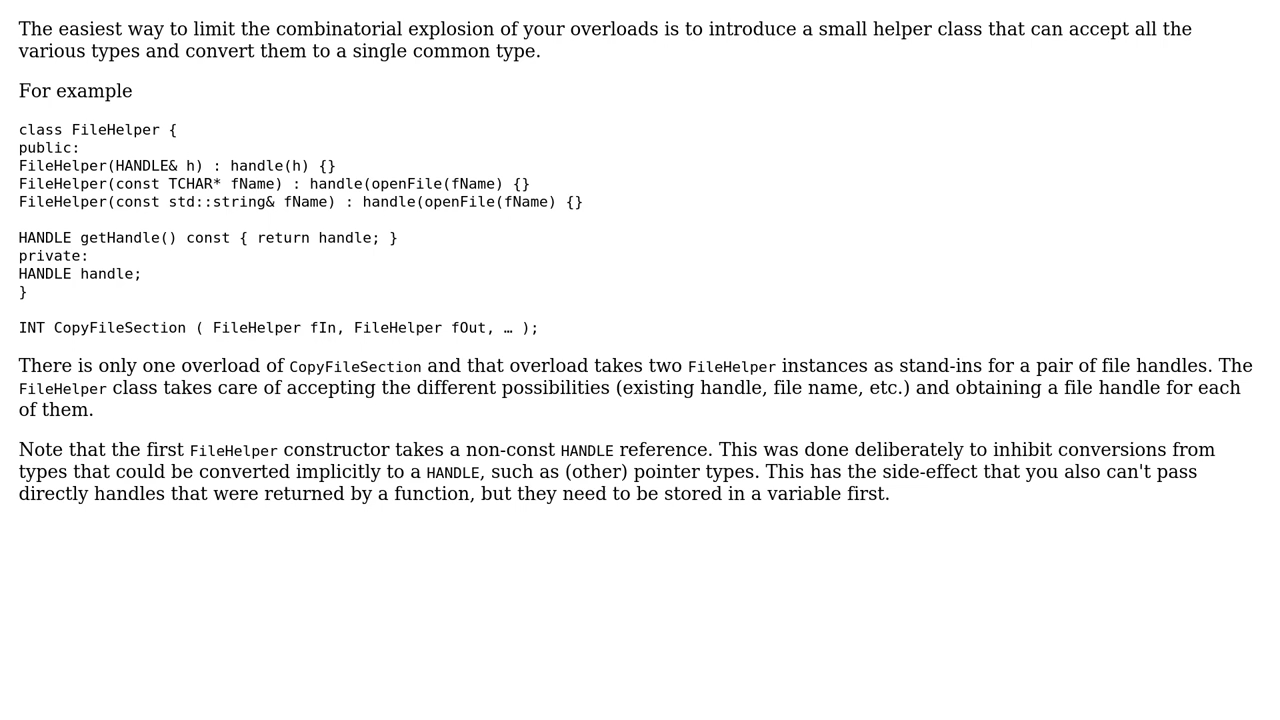 The easiest way to limit the combinatorial explosion of your overloads is to introduce a small helper class that can accept all the
various types and convert them to a single common type.
For example
class FileHelper {
public:
FileHelper(HANDLE& h) : handle(h) {}
FileHelper(const TCHAR* fName) : handle(openFile(fName) {}
FileHelper(const std::string& fName) : handle(openFile(fName) {}
HANDLE getHandle() const { return handle; }
private:
HANDLE handle;
}
INT CopyFileSection ( FileHelper fIn, FileHelper fOut, … );
There is only one overload of CopyFileSection and that overload takes two FileHelper instances as stand-ins for a pair of file handles. The
FileHelper class takes care of accepting the different possibilities (existing handle, file name, etc.) and obtaining a file handle for each
of them.
Note that the first FileHelper constructor takes a non-const HANDLE reference. This was done deliberately to inhibit conversions from
types that could be converted implicitly to a HANDLE, such as (other) pointer types. This has the side-effect that you also can't pass
directly handles that were returned by a function, but they need to be stored in a variable first.